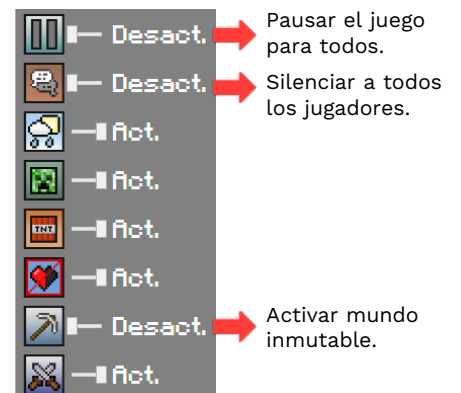 Desact.
Pausar el juego
para todos.
Desact.
Silenciar a todos
los jugadores.
Act.
Act.
TNT
Act.
Act.
Desact.
Activar mundo
inmutable.
Act.